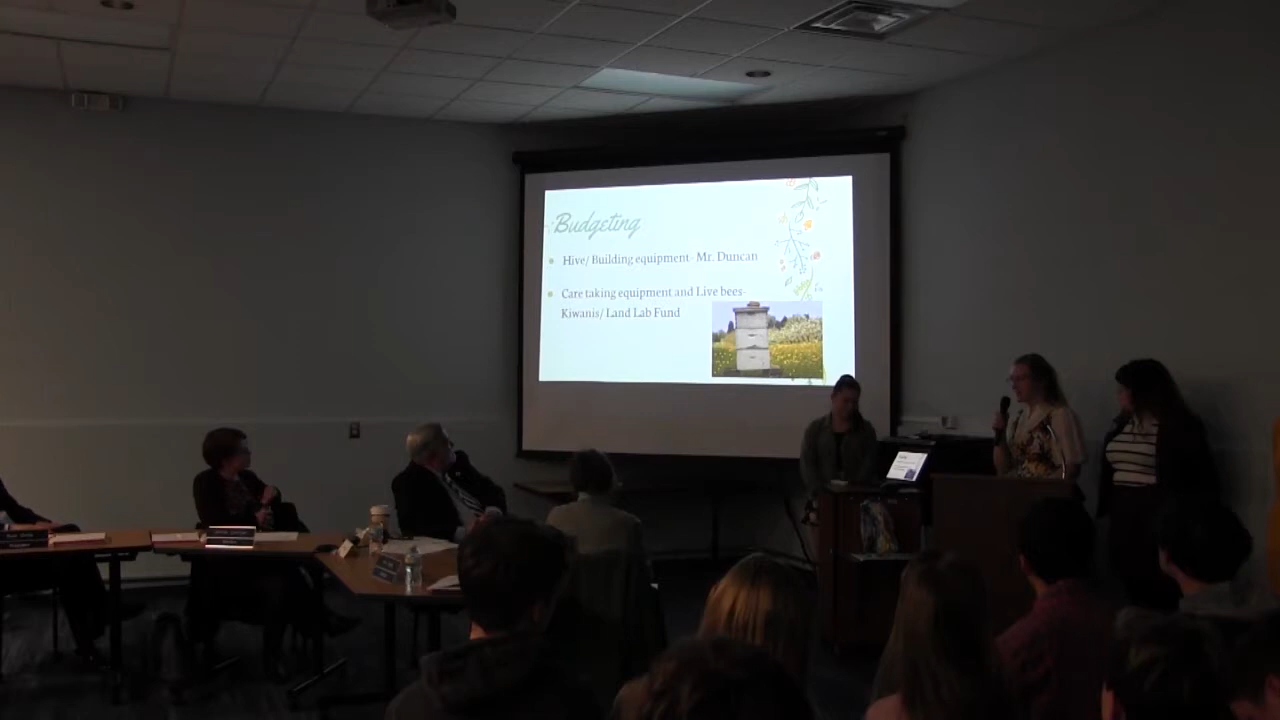 Budgeting
Hive/ Building equipment- Mr. Duncan
Care taking equipment and Live bees-
Kiwanis/ Land Lab Fund